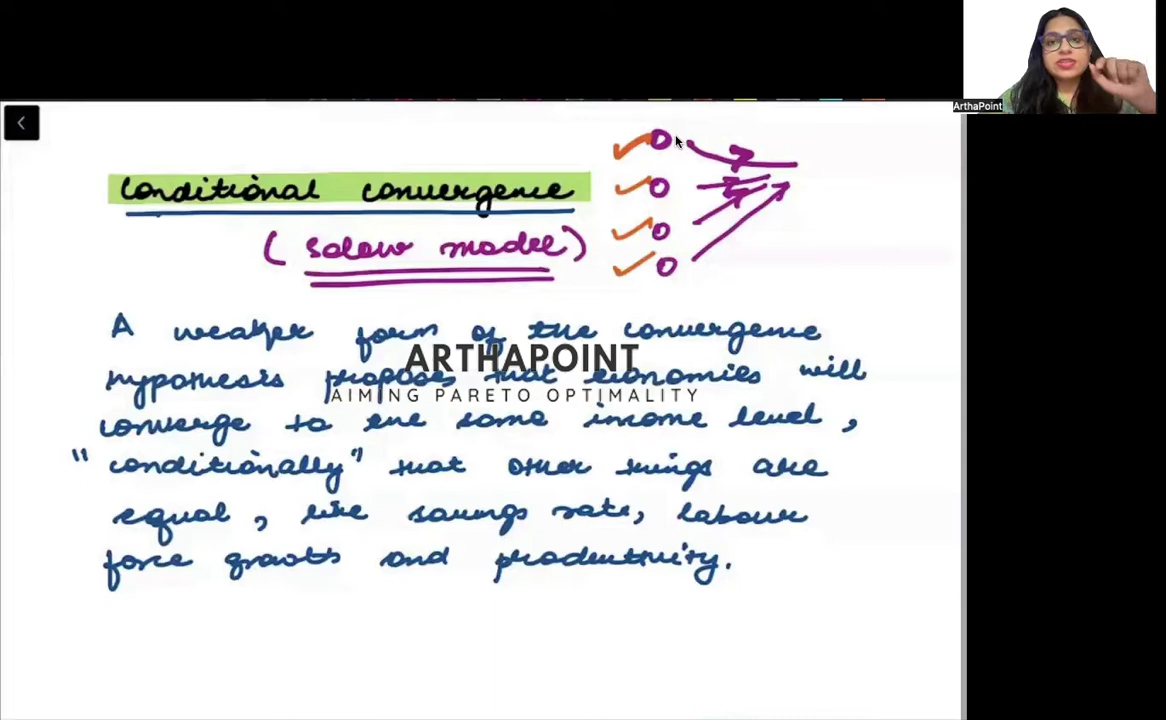 ArthaPoint
conditional convergence
(solow model)
A weaker form of the convergence
ARTHAPOINT
hypothesis proposes that economies will
AIMING PARETO OPTIMALITY
converge to the same income level,
"conditionally" that other things are
equal, like savings rate, labour
force growth and productivity.